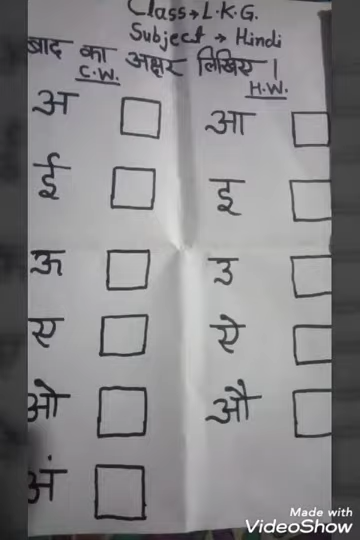 Class→L.K.G.
Subject → Hindi
बाद का अक्षर लिखिए ।
C.W.
H.W.
अ
आ
ई
इ
ऊ
उ
ए
ऐ
ओ
औ
अं
Made with
VideoShow